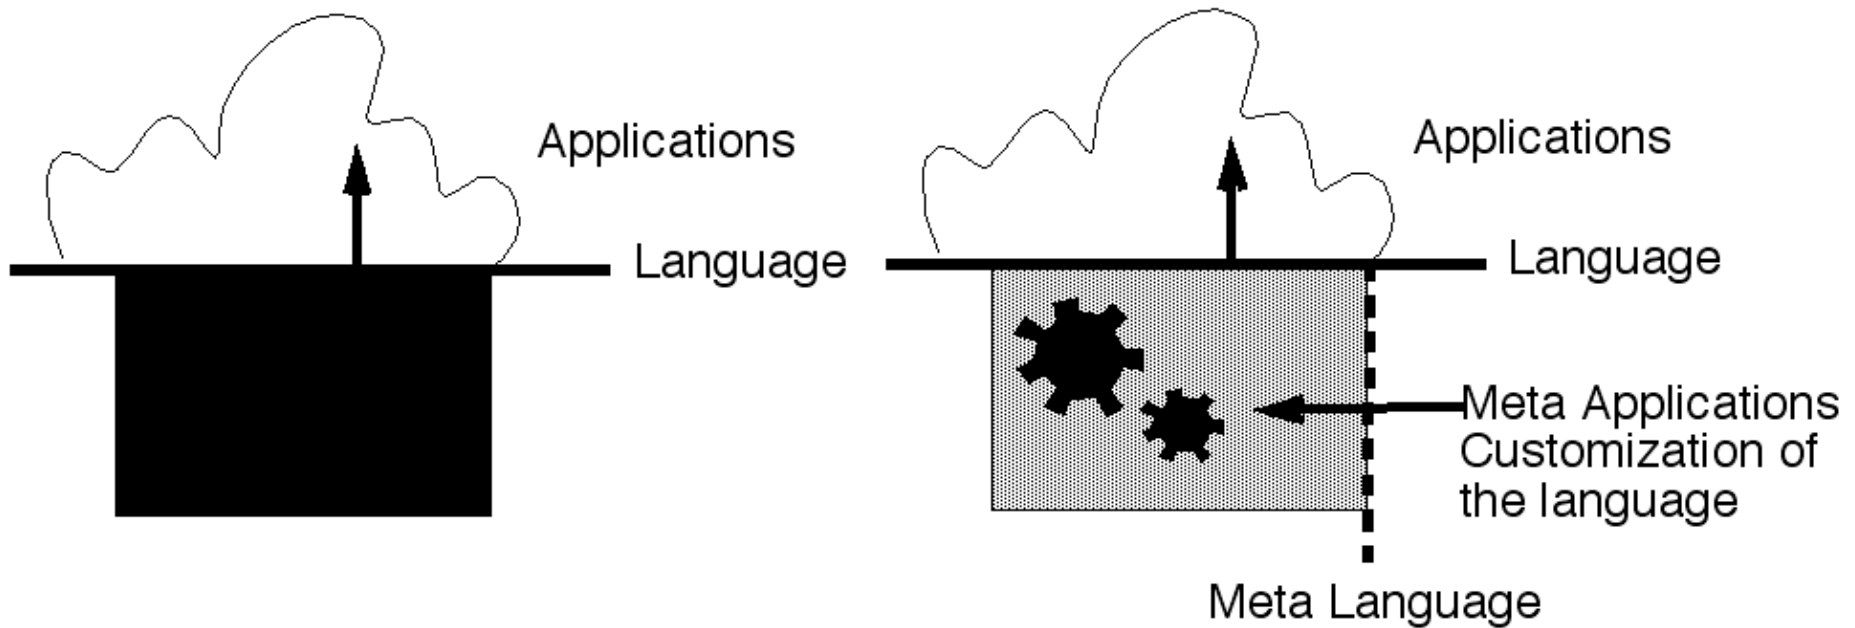 Applications
Language
Applications
Language
Meta Applications
Customization of
the language
Meta Language